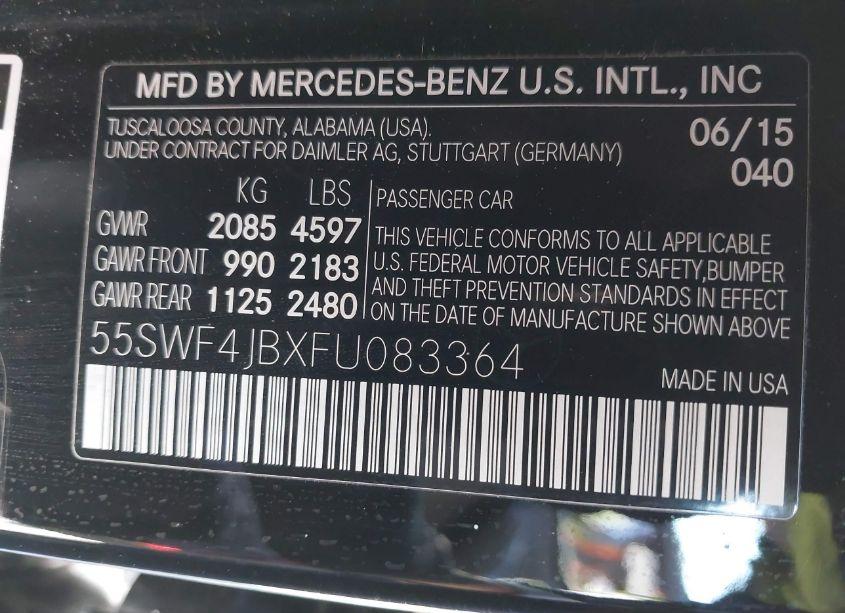 MFD BY MERCEDES-BENZ U.S. INTL., INC
TUSCALOOSA COUNTY, ALABAMA (USA).
UNDER CONTRACT FOR DAIMLER AG, STUTTGART (GERMANY)
06/15
040
KG LBS
GVWR 2085 4597
GAWR FRONT 990 2183
GAWR REAR 1125 2480
PASSENGER CAR
THIS VEHICLE CONFORMS TO ALL APPLICABLE
U.S. FEDERAL MOTOR VEHICLE SAFETY,BUMPER
AND THEFT PREVENTION STANDARDS IN EFFECT
ON THE DATE OF MANUFACTURE SHOWN ABOVE
55SWF4JBXFU083364
MADE IN USA